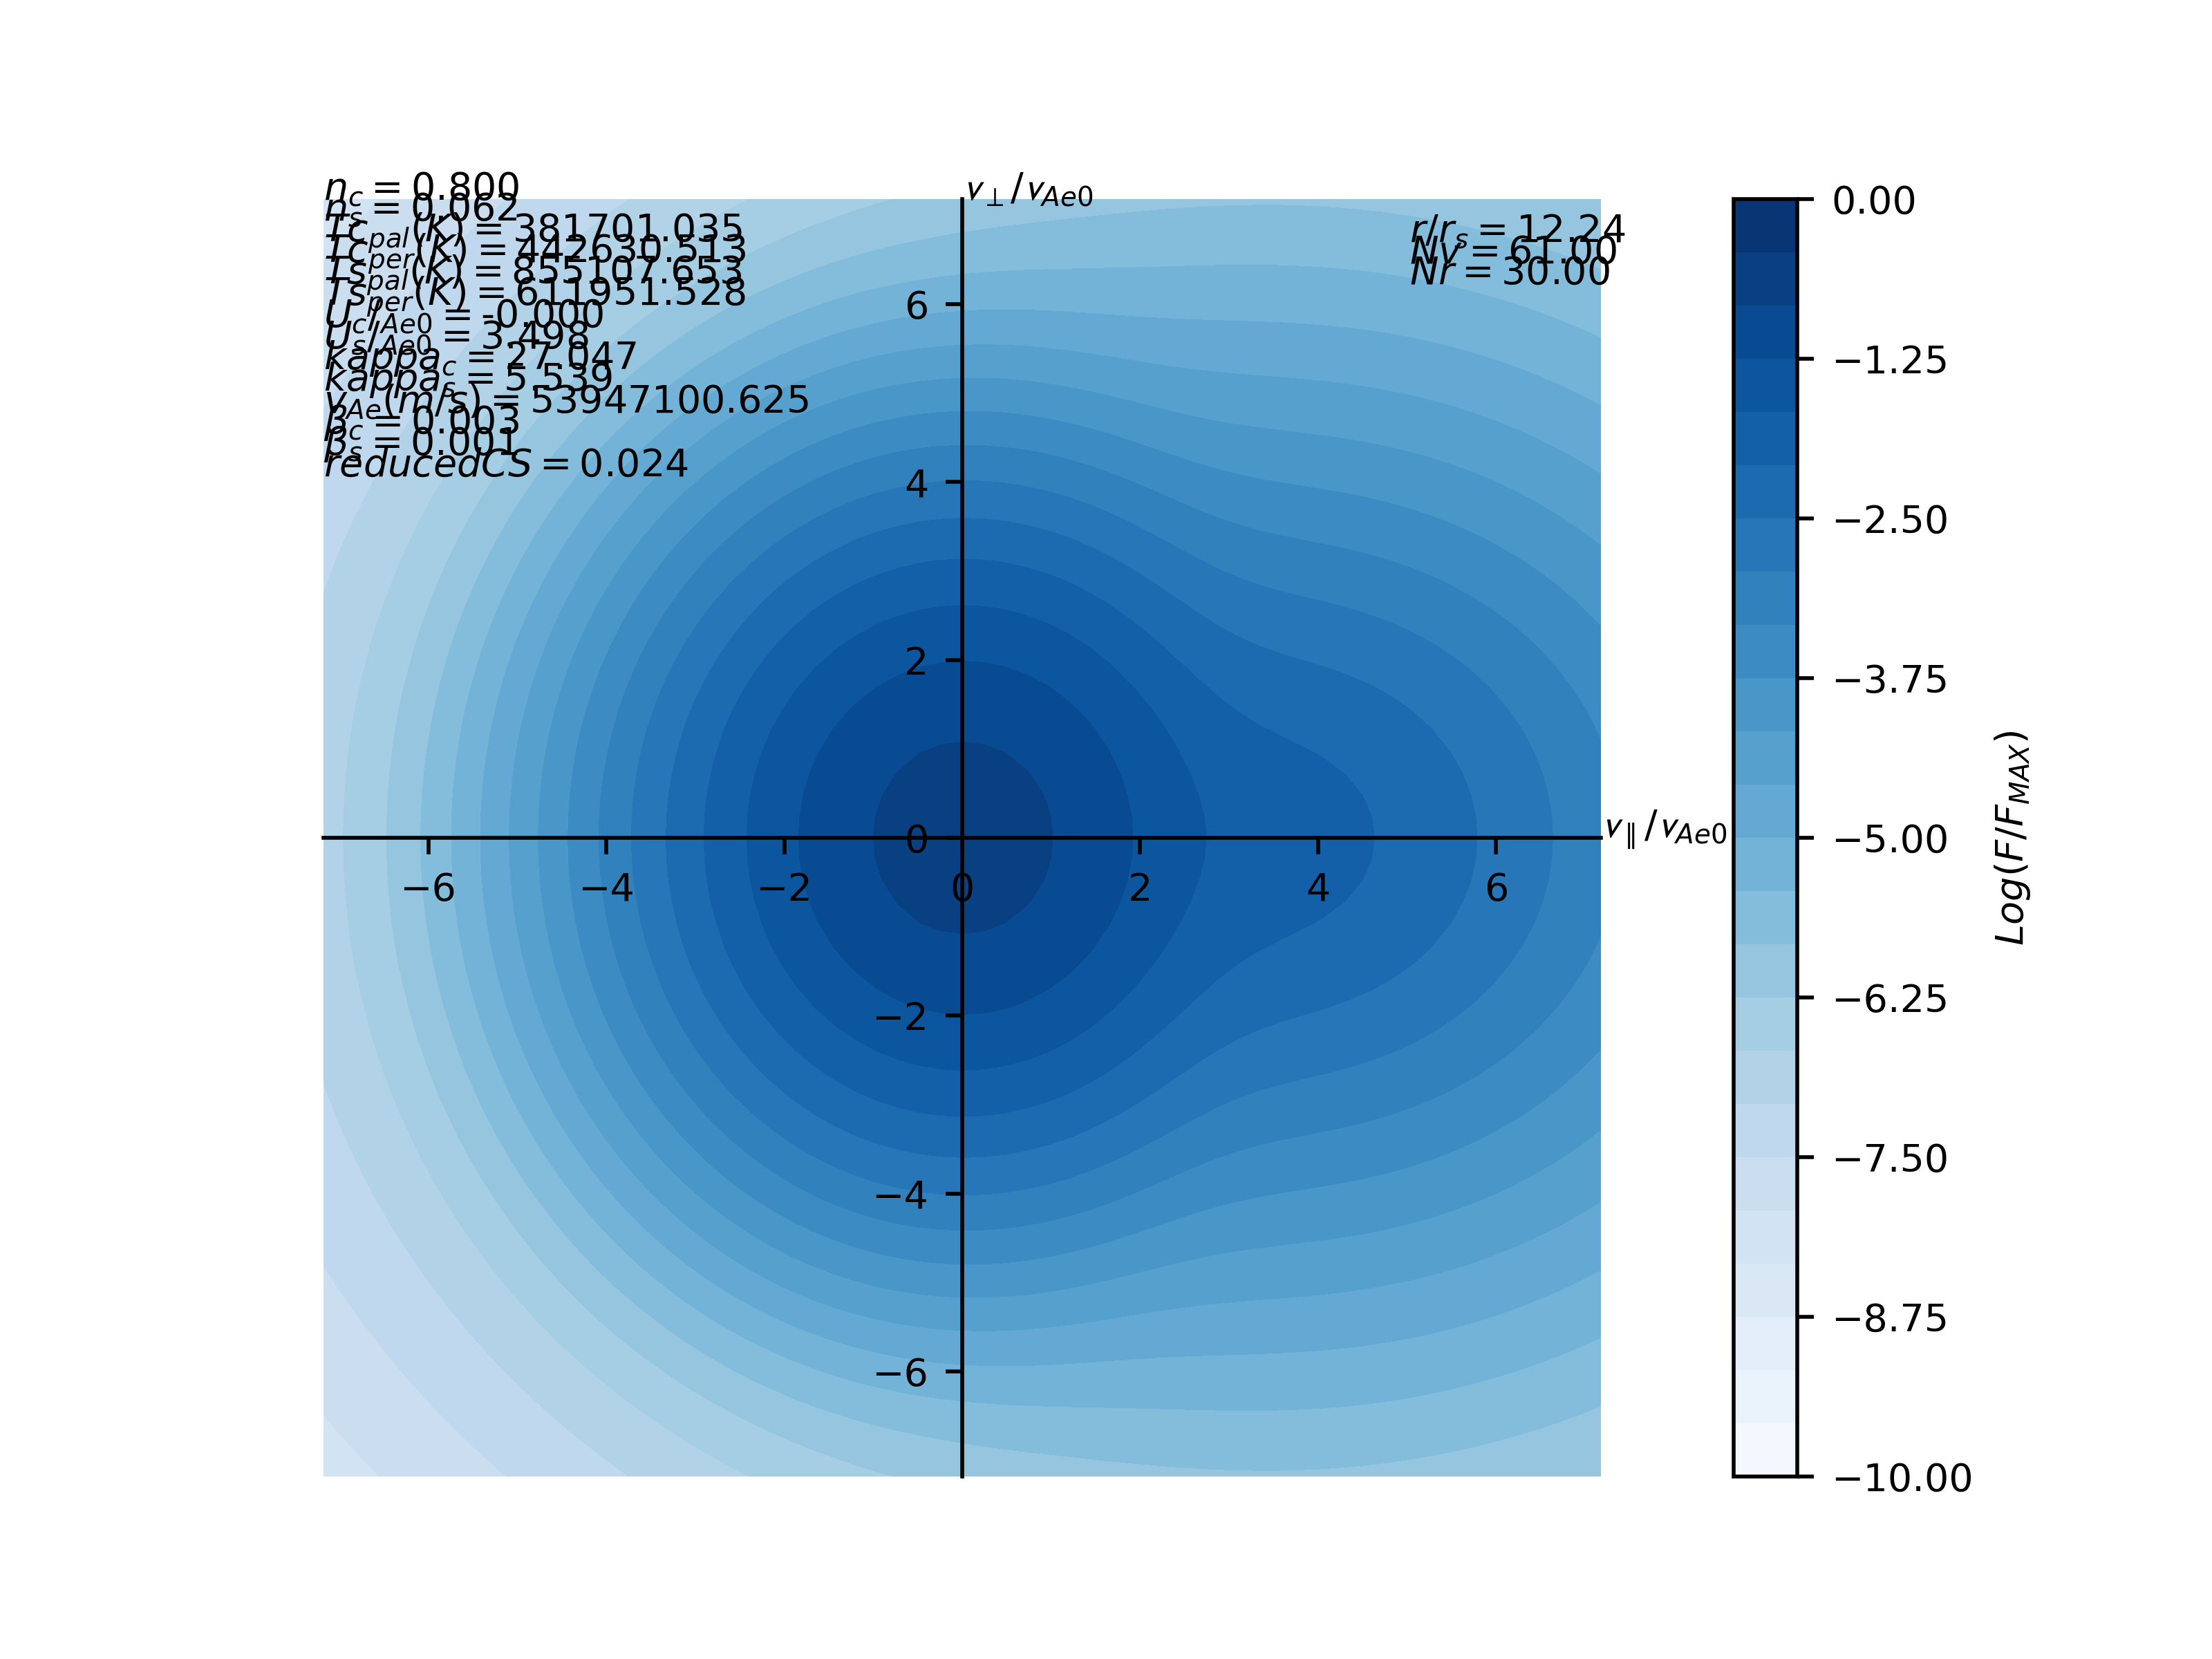 n_c = 0.800
n_s = 0.062
Tc_pal(K) = 381701.035
Tc_per(K) = 442630.513
Ts_pal(K) = 855107.653
Ts_per(K) = 611951.528
U_c/Ae0 = -0.000
U_s/Ae0 = 3.498
kappa_c = 27.047
kappa_s = 5.539
v_Ae(m/s) = 53947100.625
β_c = 0.003
β_s = 0.001
reducedCS = 0.024
v_⊥/v_Ae0
r/r_s = 12.24
Nv = 61.00
Nr = 30.00
6
4
2
0
−2
−4
−6
−6 −4 −2 0 2 4 6
v_∥/v_Ae0
0.00
−1.25
−2.50
−3.75
−5.00
−6.25
−7.50
−8.75
−10.00
Log(F/F_MAX)